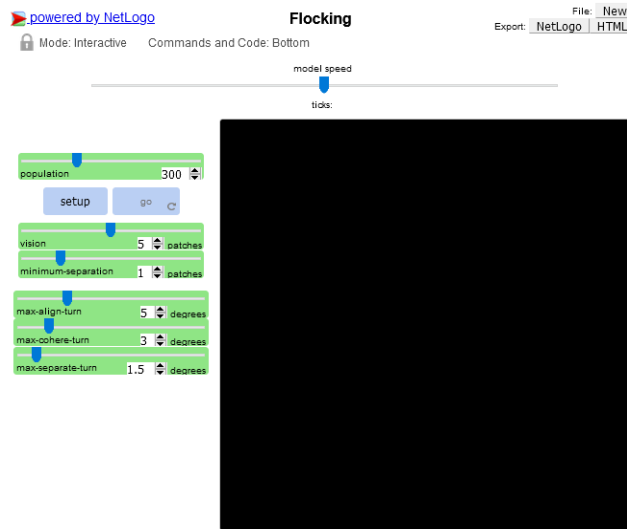 powered by NetLogo
Flocking
File: New
Export: NetLogo HTML
Mode: Interactive Commands and Code: Bottom
model speed
ticks:
population 300
setup go
vision 5 patches
minimum-separation 1 patches
max-align-turn 5 degrees
max-cohere-turn 3 degrees
max-separate-turn 1.5 degrees